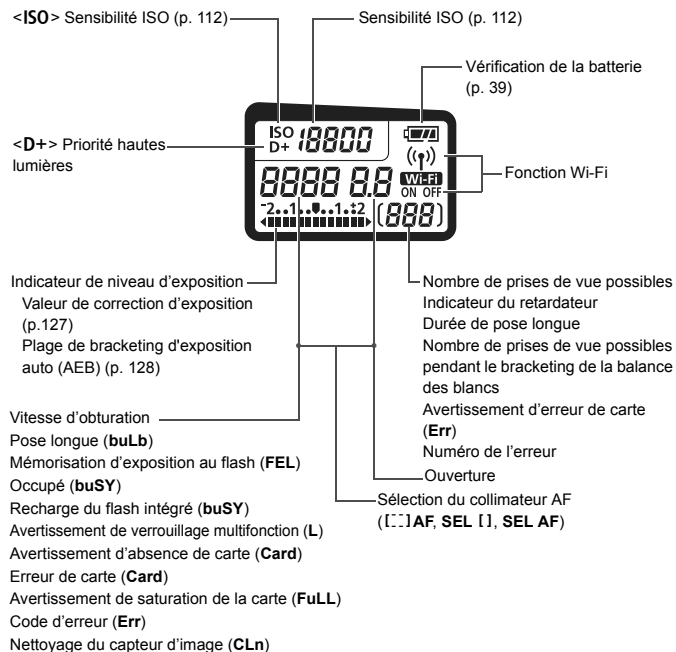 <ISO> Sensibilité ISO (p. 112)
Sensibilité ISO (p. 112)
Vérification de la batterie
(p. 39)
<D+> Priorité hautes
lumières
ISO 18800
D+
Wi-Fi
ON OFF
8888 8.8
-2..1..0..1.+2
(888)
Fonction Wi-Fi
Indicateur de niveau d'exposition
Valeur de correction d'exposition
(p.127)
Plage de bracketing d'exposition
auto (AEB) (p. 128)
Nombre de prises de vue possibles
Indicateur du retardateur
Durée de pose longue
Nombre de prises de vue possibles
pendant le bracketing de la balance
des blancs
Avertissement d'erreur de carte
(Err)
Numéro de l'erreur
Ouverture
Sélection du collimateur AF
([ ] AF, SEL [ ], SEL AF)
Vitesse d'obturation
Pose longue (buLb)
Mémorisation d'exposition au flash (FEL)
Occupé (buSY)
Recharge du flash intégré (buSY)
Avertissement de verrouillage multifonction (L)
Avertissement d'absence de carte (Card)
Erreur de carte (Card)
Avertissement de saturation de la carte (FuLL)
Code d'erreur (Err)
Nettoyage du capteur d'image (CLn)